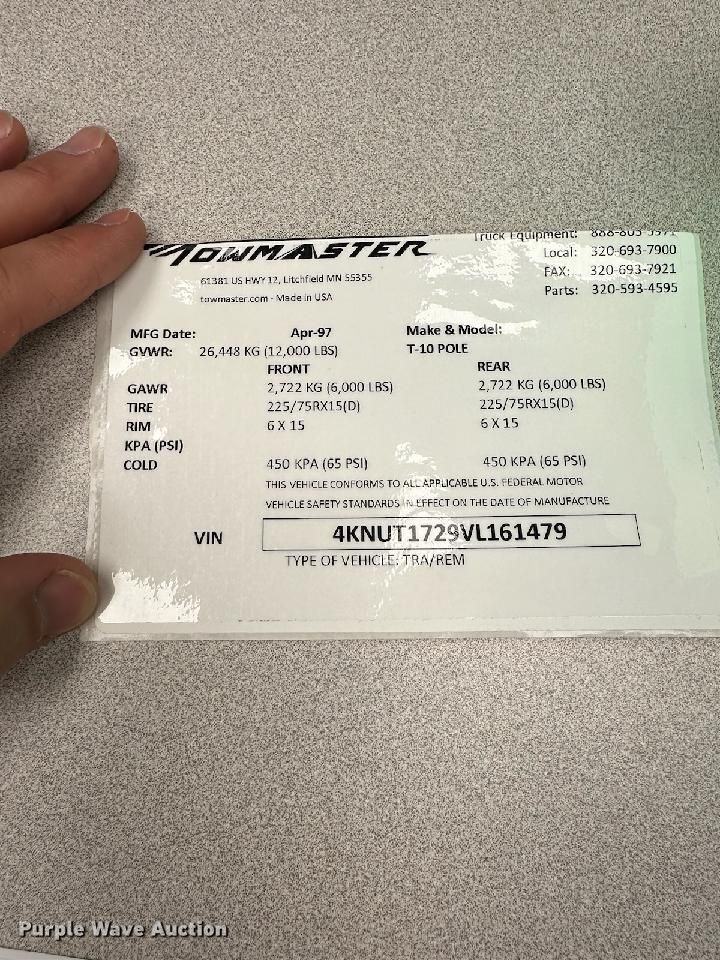 TOWMASTER
Truck Equipment: 888-803-5971
61381 US HWY 12, Litchfield MN 55355
Local: 320-693-7900
towmaster.com - Made in USA
FAX: 320-693-7921
Parts: 320-593-4595
MFG Date: Apr-97 Make & Model:
GVWR: 26,448 KG (12,000 LBS) T-10 POLE
FRONT REAR
GAWR 2,722 KG (6,000 LBS) 2,722 KG (6,000 LBS)
TIRE 225/75RX15(D) 225/75RX15(D)
RIM 6 X 15 6 X 15
KPA (PSI)
COLD 450 KPA (65 PSI) 450 KPA (65 PSI)
THIS VEHICLE CONFORMS TO ALL APPLICABLE U.S. FEDERAL MOTOR
VEHICLE SAFETY STANDARDS IN EFFECT ON THE DATE OF MANUFACTURE
VIN 4KNUT1729VL161479
TYPE OF VEHICLE: TRA/REM
Purple Wave Auction